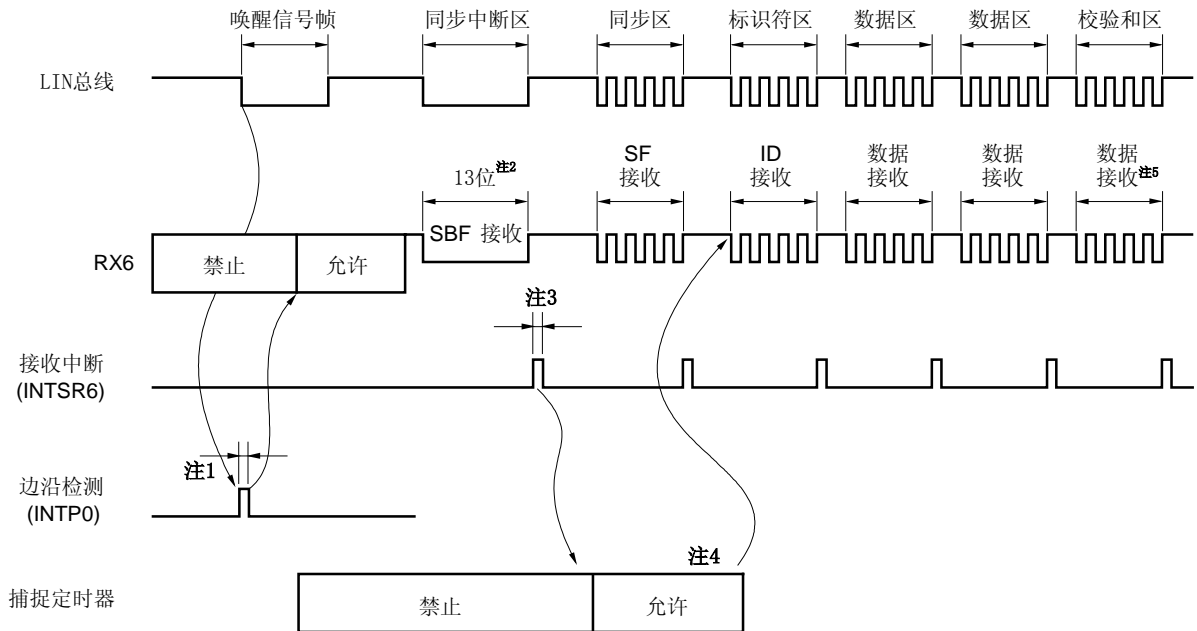 唤醒信号帧 同步中断区 同步区 标识符区 数据区 数据区 校验和区
LIN总线
13位注2 SF接收 ID接收 数据接收 数据接收 数据接收注5
SBF 接收
RX6 禁止 允许
注3
接收中断
(INTSR6)
注1
边沿检测
(INTP0)
注4
捕捉定时器 禁止 允许